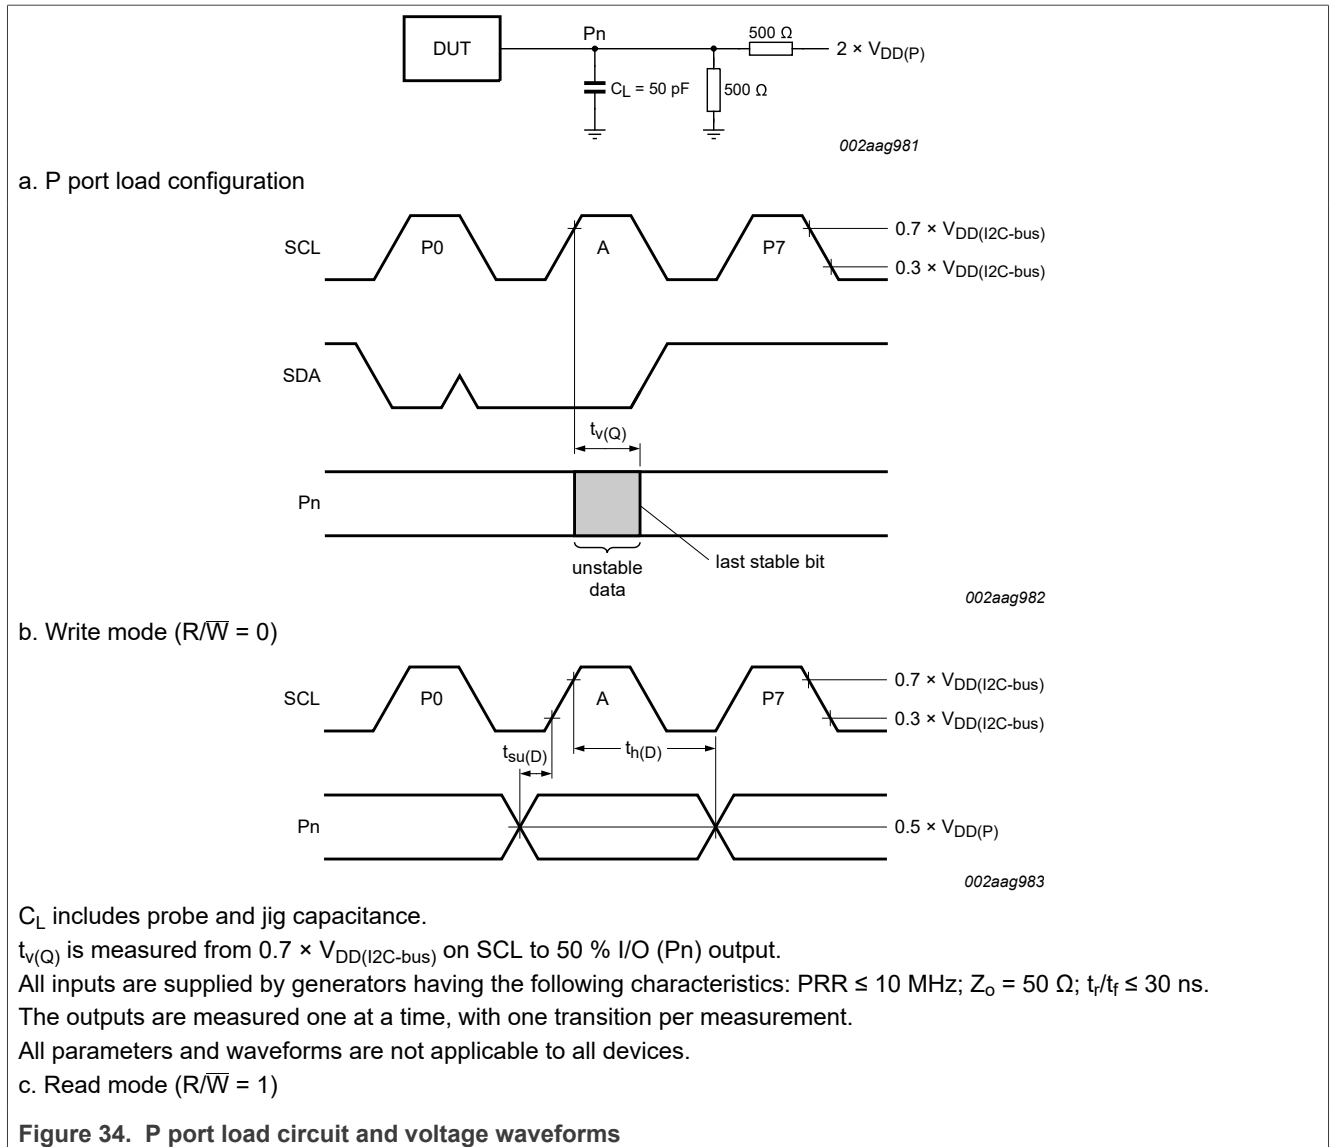 DUT
Pn
500 Ω
2 × VDD(P)
CL = 50 pF
500 Ω
002aag981
a. P port load configuration
SCL
P0
A
P7
0.7 × VDD(I2C-bus)
0.3 × VDD(I2C-bus)
SDA
tv(Q)
Pn
unstable
data
last stable bit
002aag982
b. Write mode (R/W̅ = 0)
SCL
P0
A
P7
0.7 × VDD(I2C-bus)
0.3 × VDD(I2C-bus)
tsu(D)
th(D)
Pn
0.5 × VDD(P)
002aag983
CL includes probe and jig capacitance.
tv(Q) is measured from 0.7 × VDD(I2C-bus) on SCL to 50 % I/O (Pn) output.
All inputs are supplied by generators having the following characteristics: PRR ≤ 10 MHz; Zo = 50 Ω; tr/tf ≤ 30 ns.
The outputs are measured one at a time, with one transition per measurement.
All parameters and waveforms are not applicable to all devices.
c. Read mode (R/W̅ = 1)
Figure 34. P port load circuit and voltage waveforms